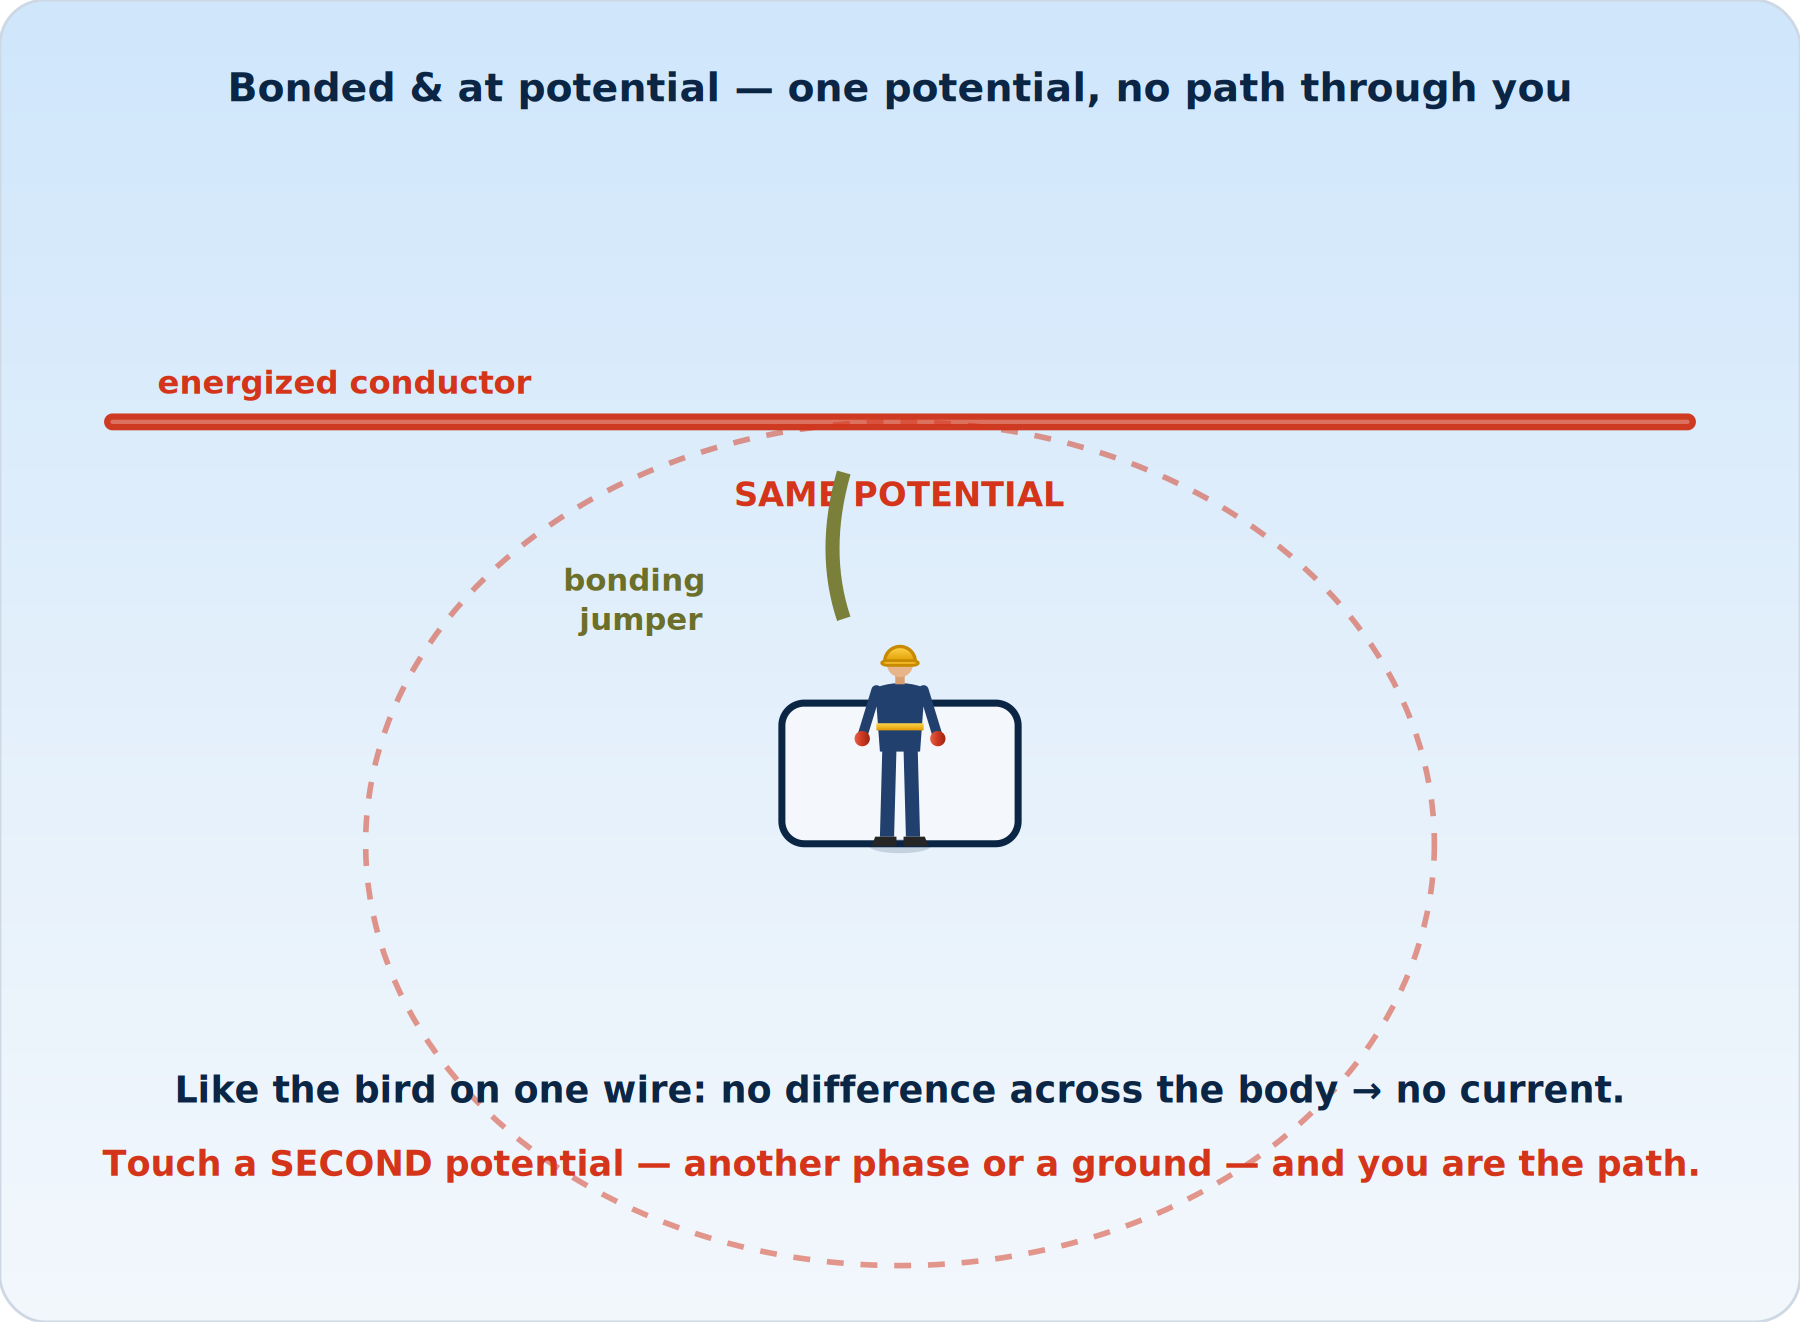 Bonded & at potential — one potential, no path through you
energized conductor
SAME POTENTIAL
bonding
jumper
Like the bird on one wire: no difference across the body → no current.
Touch a SECOND potential — another phase or a ground — and you are the path.